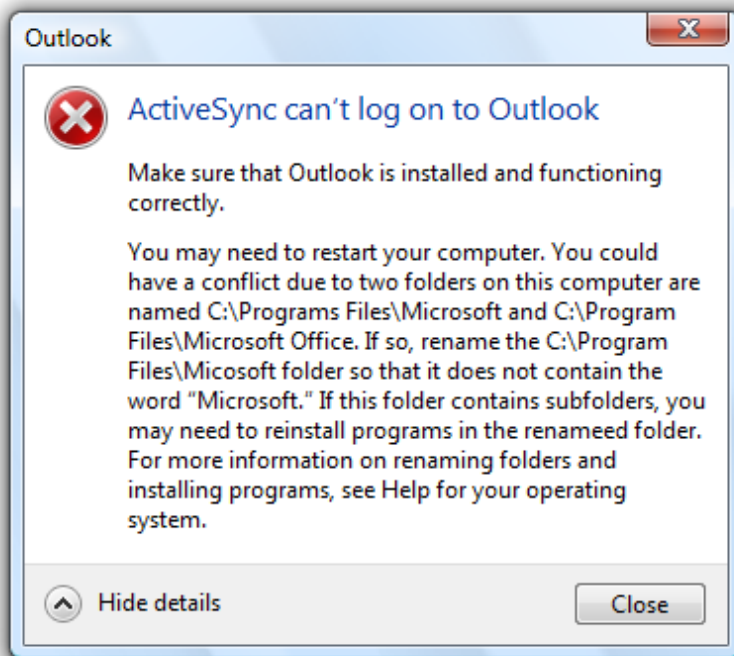 Outlook
ActiveSync can't log on to Outlook
Make sure that Outlook is installed and functioning
correctly.
You may need to restart your computer. You could
have a conflict due to two folders on this computer are
named C:\Programs Files\Microsoft and C:\Program
Files\Microsoft Office. If so, rename the C:\Program
Files\Micosoft folder so that it does not contain the
word “Microsoft.” If this folder contains subfolders, you
may need to reinstall programs in the renameed folder.
For more information on renaming folders and
installing programs, see Help for your operating
system.
Hide details
Close